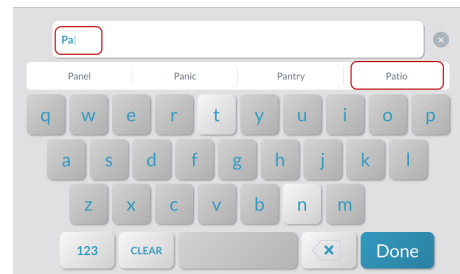 Pa
Panel Panic Pantry Patio
q w e r t y u i o p
a s d f g h j k l
z x c v b n m
123 CLEAR Done